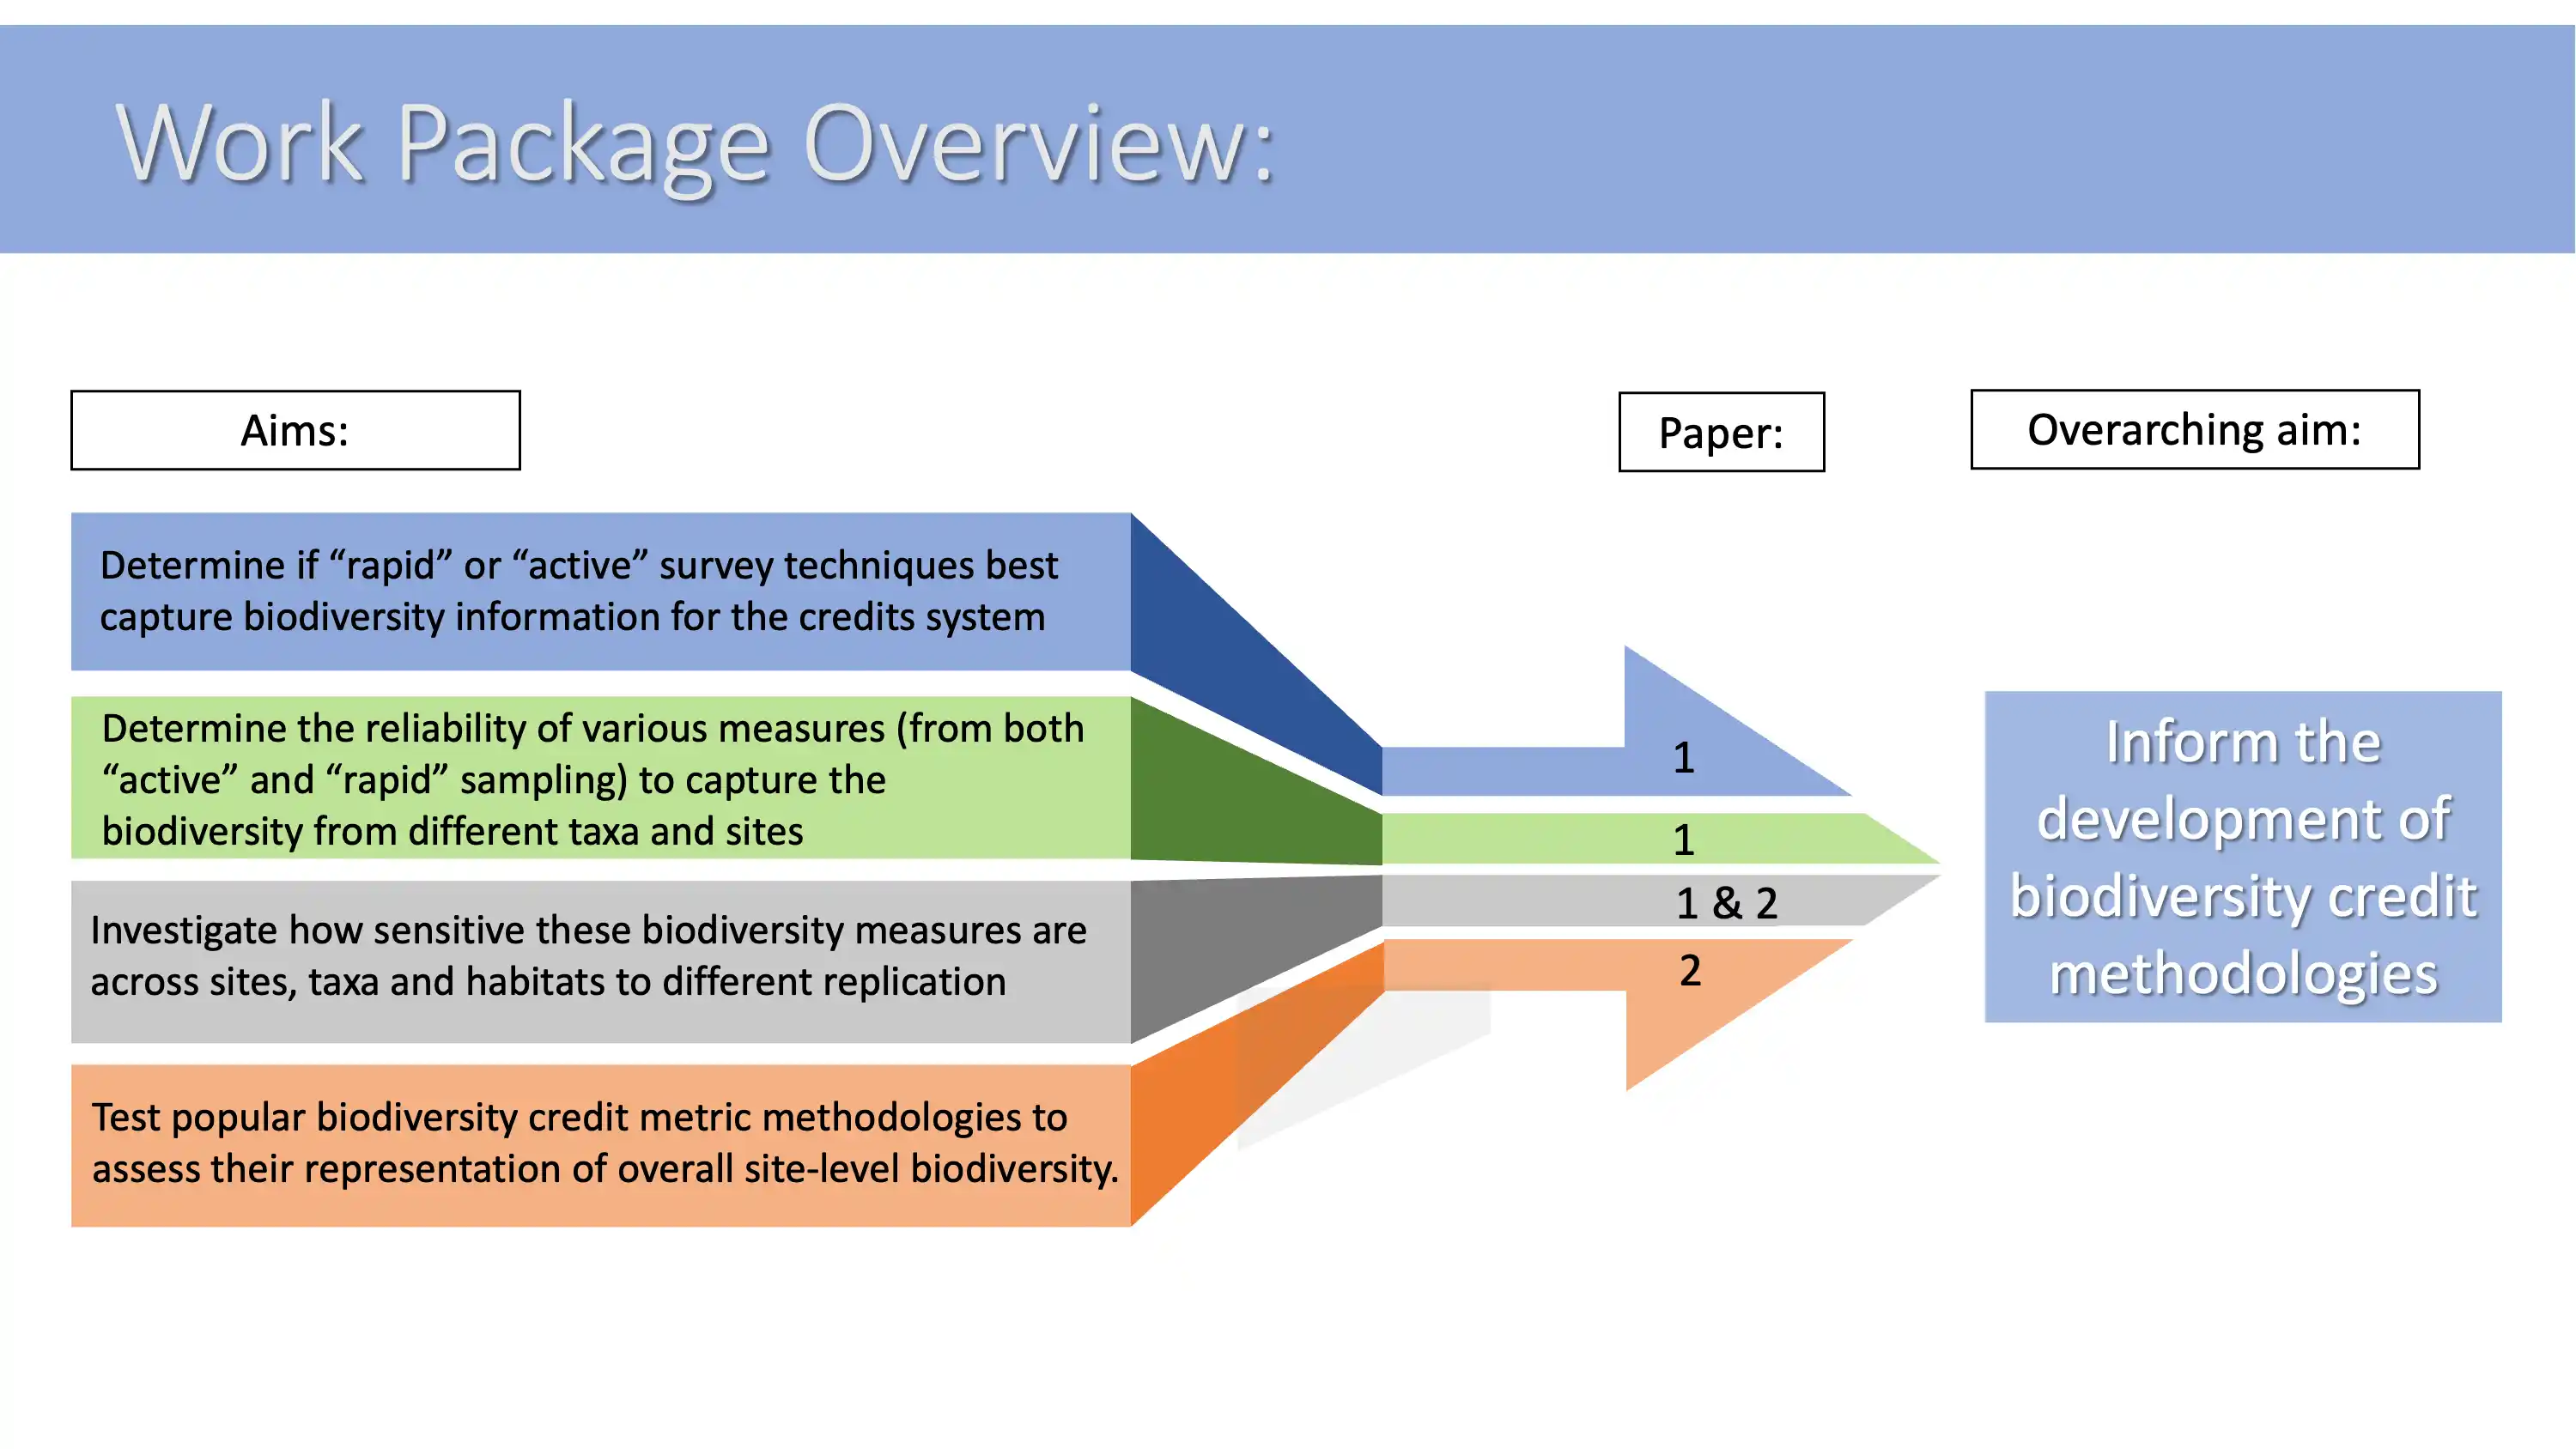 Work Package Overview:
Aims:
Paper:
Overarching aim:
Determine if “rapid” or “active” survey techniques best
capture biodiversity information for the credits system
1
Determine the reliability of various measures (from both
“active” and “rapid” sampling) to capture the
biodiversity from different taxa and sites
1
Investigate how sensitive these biodiversity measures are
across sites, taxa and habitats to different replication
1 & 2
Test popular biodiversity credit metric methodologies to
assess their representation of overall site-level biodiversity.
2
Inform the
development of
biodiversity credit
methodologies